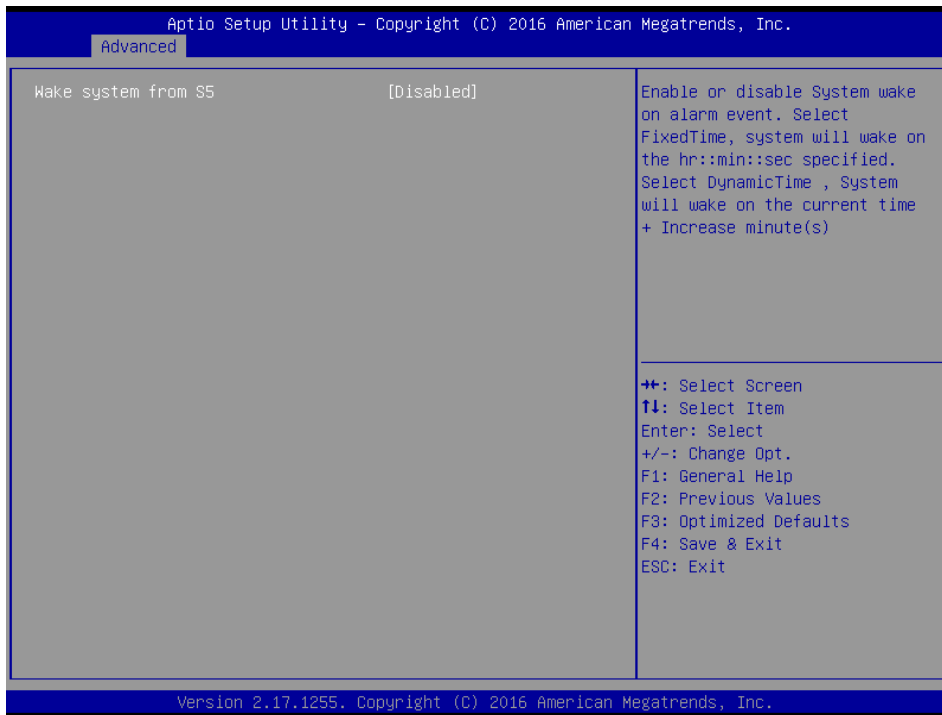 Aptio Setup Utility – Copyright (C) 2016 American Megatrends, Inc.
Advanced
Wake system from S5 [Disabled]
Enable or disable System wake
on alarm event. Select
FixedTime, system will wake on
the hr::min::sec specified.
Select DynamicTime , System
will wake on the current time
+ Increase minute(s)
→←: Select Screen
↑↓: Select Item
Enter: Select
+/-: Change Opt.
F1: General Help
F2: Previous Values
F3: Optimized Defaults
F4: Save & Exit
ESC: Exit
Version 2.17.1255. Copyright (C) 2016 American Megatrends, Inc.